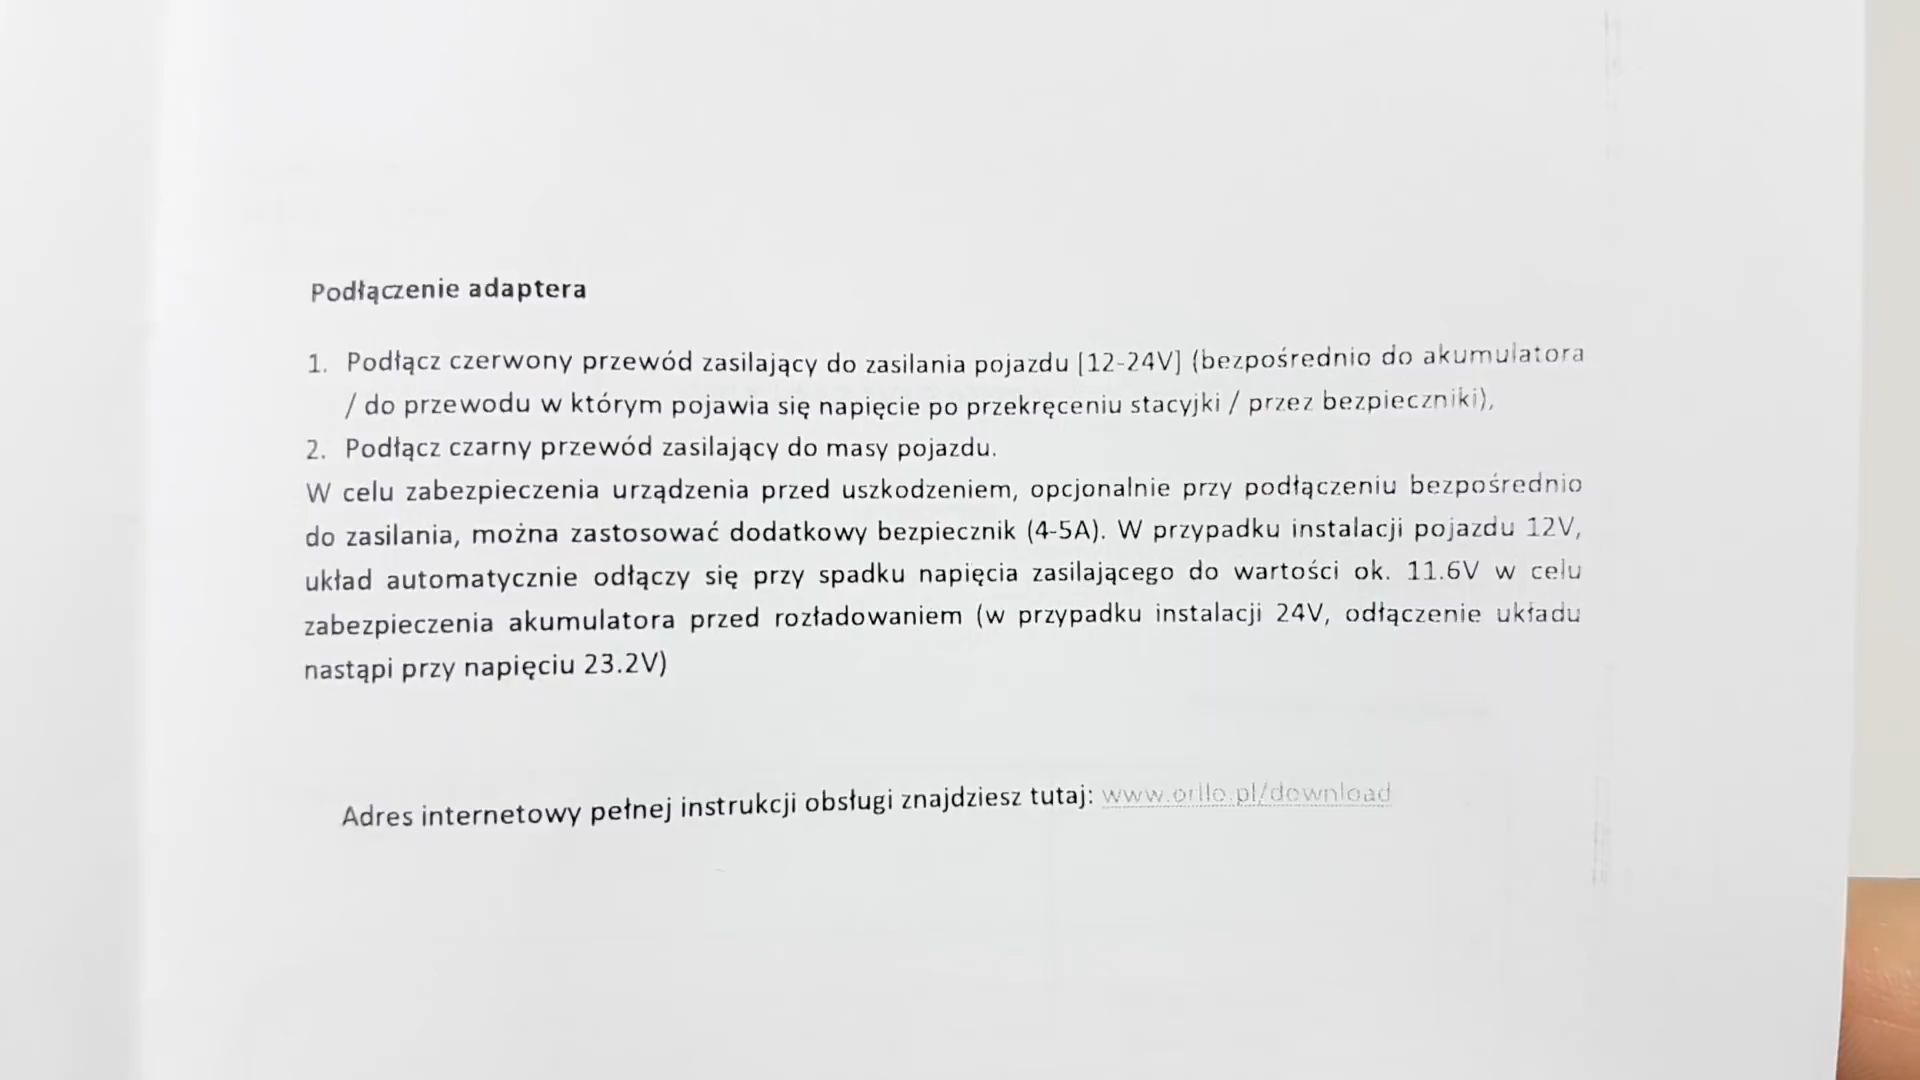 Podłączenie adaptera
1. Podłącz czerwony przewód zasilający do zasilania pojazdu [12-24V] (bezpośrednio do akumulatora
/ do przewodu w którym pojawia się napięcie po przekręceniu stacyjki / przez bezpieczniki),
2. Podłącz czarny przewód zasilający do masy pojazdu.
W celu zabezpieczenia urządzenia przed uszkodzeniem, opcjonalnie przy podłączeniu bezpośrednio
do zasilania, można zastosować dodatkowy bezpiecznik (4-5A). W przypadku instalacji pojazdu 12V,
układ automatycznie odłączy się przy spadku napięcia zasilającego do wartości ok. 11.6V w celu
zabezpieczenia akumulatora przed rozładowaniem (w przypadku instalacji 24V, odłączenie układu
nastąpi przy napięciu 23.2V)
Adres internetowy pełnej instrukcji obsługi znajdziesz tutaj: www.orllo.pl/download